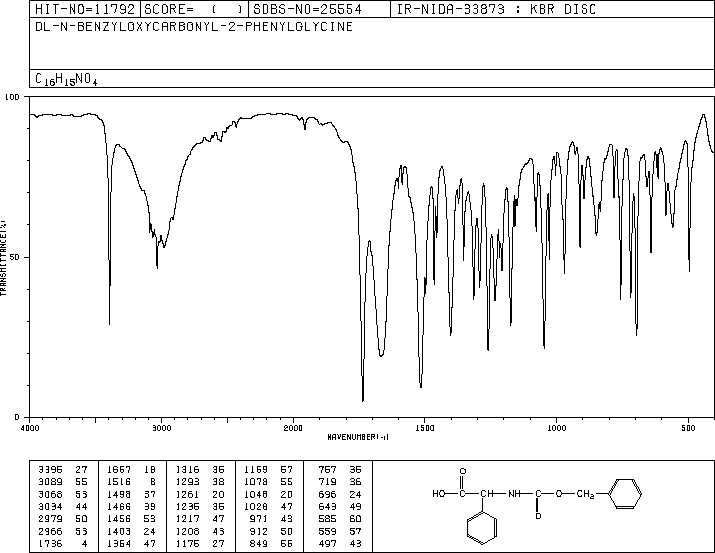 HIT-NO=11792 SCORE= ( ) SDBS-NO=25554 IR-NIDA-33873 : KBR DISC
DL-N-BENZYLOXYCARBONYL-2-PHENYLGLYCINE
C16H15NO4
100
50
0
TRANSMITTANCE(%)
4000 3000 2000 1500 1000 500
WAVENUMBER(-1)
3395 27 1667 18 1316 35 1169 57 757 35
3089 55 1516 8 1293 38 1078 55 719 36
3068 53 1498 37 1261 20 1048 20 696 24
3034 44 1466 39 1235 35 1028 47 643 49
2979 50 1456 53 1217 47 971 43 585 60
2966 53 1403 24 1208 43 912 50 559 57
1736 4 1354 47 1175 27 849 55 497 43
O O
HO-C-CH-NH-C-O-CH2